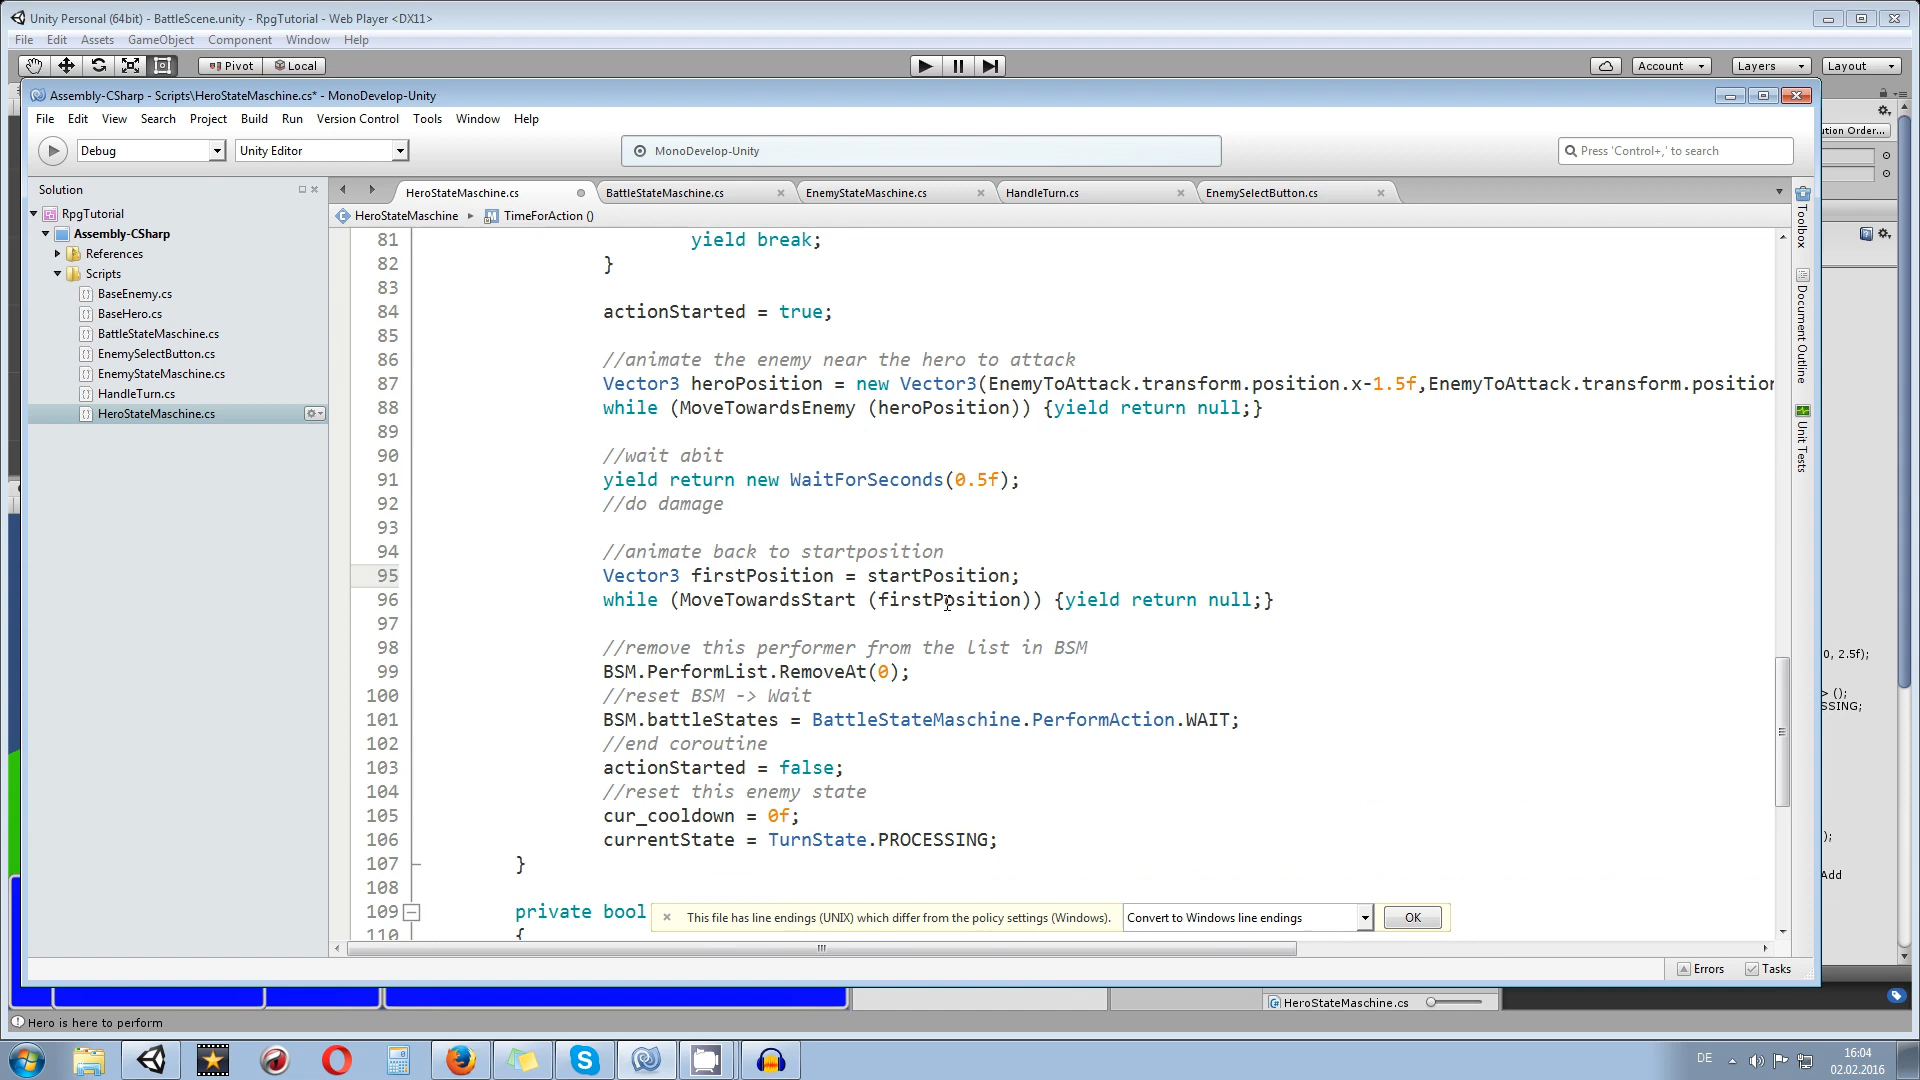 Unity Personal (64bit) - BattleScene.unity - RpgTutorial - Web Player <DX11>
File Edit Assets GameObject Component Window Help
Pivot Local Account Layers Layout
Assembly-CSharp - Scripts\HeroStateMaschine.cs* - MonoDevelop-Unity
File Edit View Search Project Build Run Version Control Tools Window Help
ution Order...
Debug Unity Editor MonoDevelop-Unity Press 'Control+,' to search
Solution
HeroStateMaschine.cs BattleStateMaschine.cs EnemyStateMaschine.cs HandleTurn.cs EnemySelectButton.cs
HeroStateMaschine TimeForAction ()
RpgTutorial
Assembly-CSharp
References
Scripts
BaseEnemy.cs
BaseHero.cs
BattleStateMaschine.cs
EnemySelectButton.cs
EnemyStateMaschine.cs
HandleTurn.cs
HeroStateMaschine.cs
81 yield break;
82 }
83
84 actionStarted = true;
85
86 //animate the enemy near the hero to attack
87 Vector3 heroPosition = new Vector3(EnemyToAttack.transform.position.x-1.5f,EnemyToAttack.transform.position
88 while (MoveTowardsEnemy (heroPosition)) {yield return null;}
89
90 //wait abit
91 yield return new WaitForSeconds(0.5f);
92 //do damage
93
94 //animate back to startposition
95 Vector3 firstPosition = startPosition;
96 while (MoveTowardsStart (firstPosition)) {yield return null;}
97
98 //remove this performer from the list in BSM
99 BSM.PerformList.RemoveAt(0);
100 //reset BSM -> Wait
101 BSM.battleStates = BattleStateMaschine.PerformAction.WAIT;
102 //end coroutine
103 actionStarted = false;
104 //reset this enemy state
105 cur_cooldown = 0f;
106 currentState = TurnState.PROCESSING;
107 }
108
109 private bool
110 {
This file has line endings (UNIX) which differ from the policy settings (Windows). Convert to Windows line endings OK
Toolbox
Document Outline
Unit Tests
0, 2.5f);
> ();
SSING;
);
Add
Errors Tasks
HeroStateMaschine.cs
Hero is here to perform
DE
16:04
02.02.2016